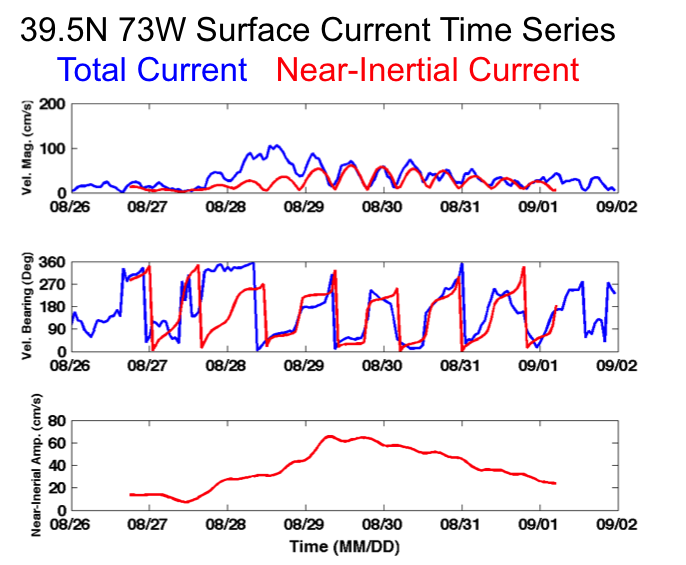 39.5N 73W Surface Current Time Series
Total Current Near-Inertial Current
Vel. Mag. (cm/s)
200
100
0
08/26 08/27 08/28 08/29 08/30 08/31 09/01 09/02
Vel. Bearing (Deg)
360
270
180
90
0
08/26 08/27 08/28 08/29 08/30 08/31 09/01 09/02
Near-Inerial Amp. (cm/s)
80
60
40
20
0
08/26 08/27 08/28 08/29 08/30 08/31 09/01 09/02
Time (MM/DD)